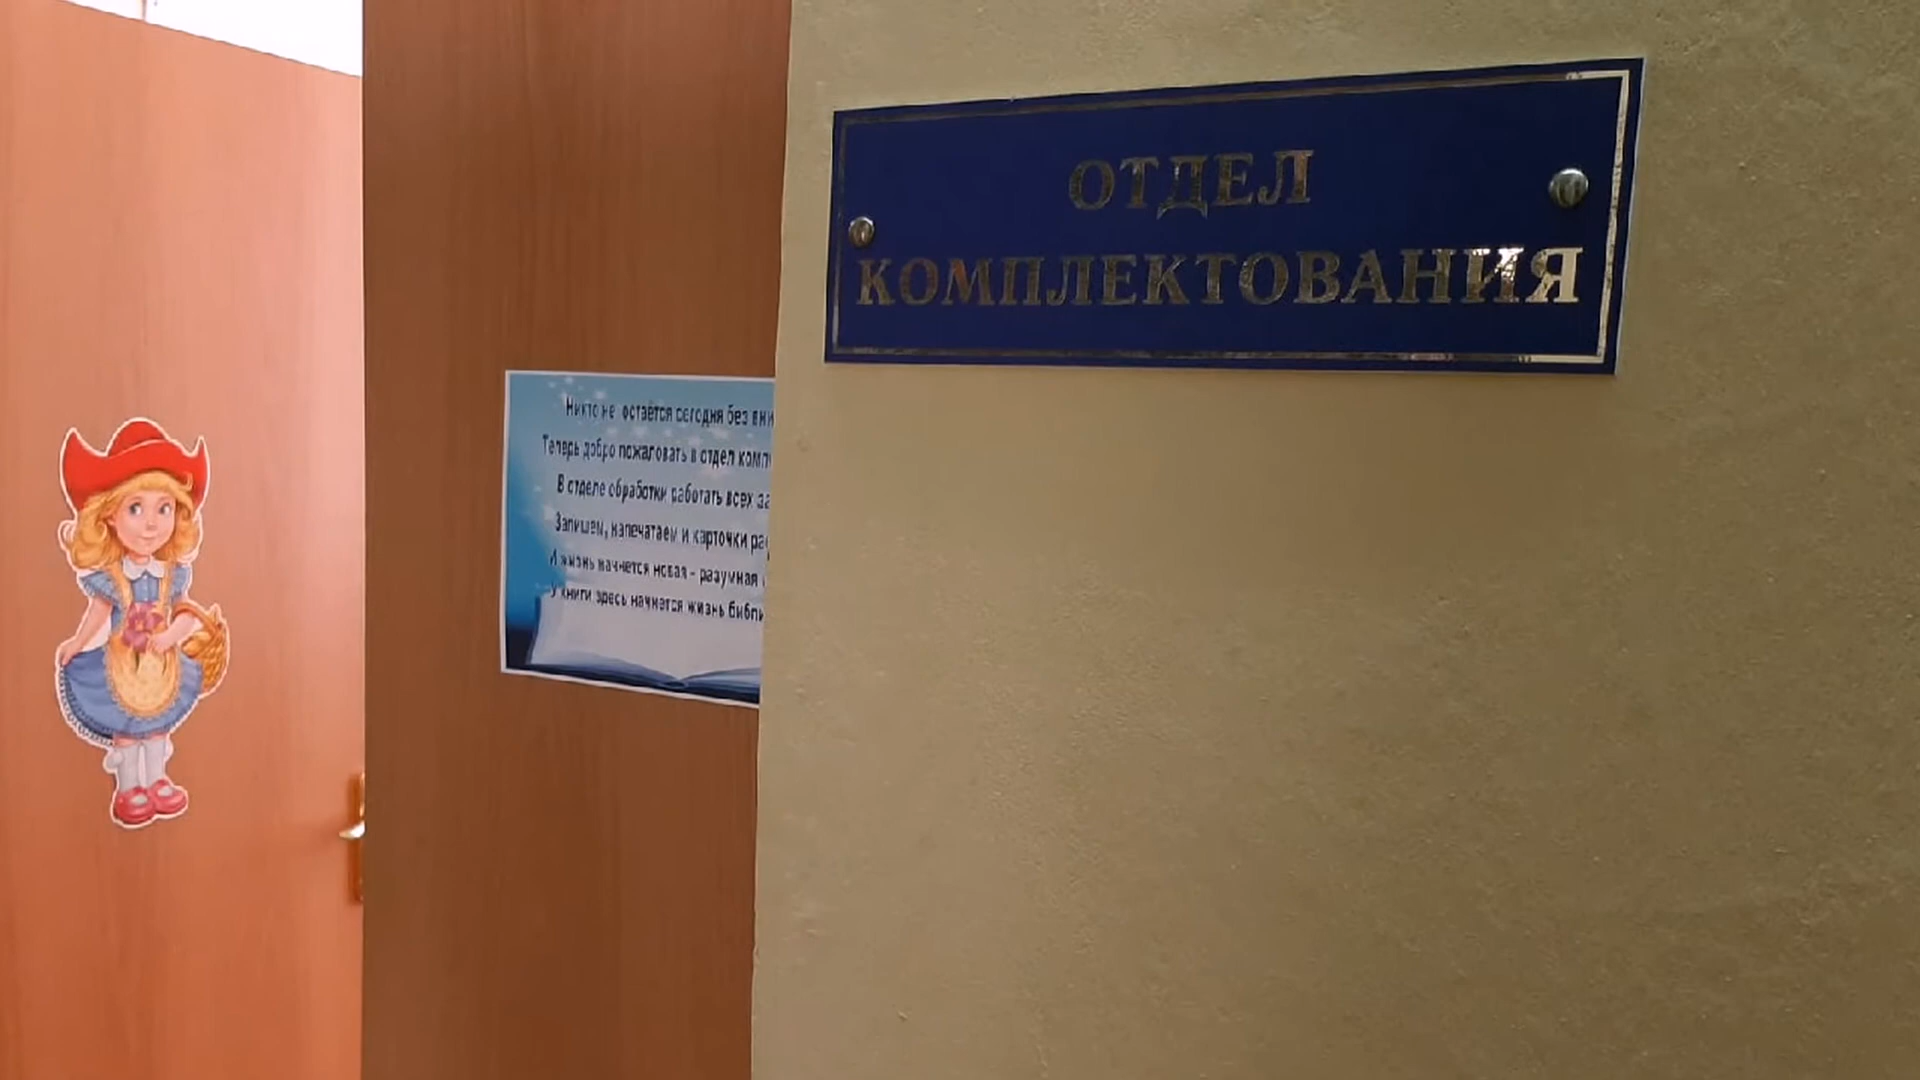 ОТДЕЛ
КОМПЛЕКТОВАНИЯ
Никто не остаётся сегодня без
Теперь добро пожаловать в отдел
В отделе обработки работать всех
Запишем, напечатаем и карточки
И жизнь начнется новая - разумная
У книги здесь начнется жизнь